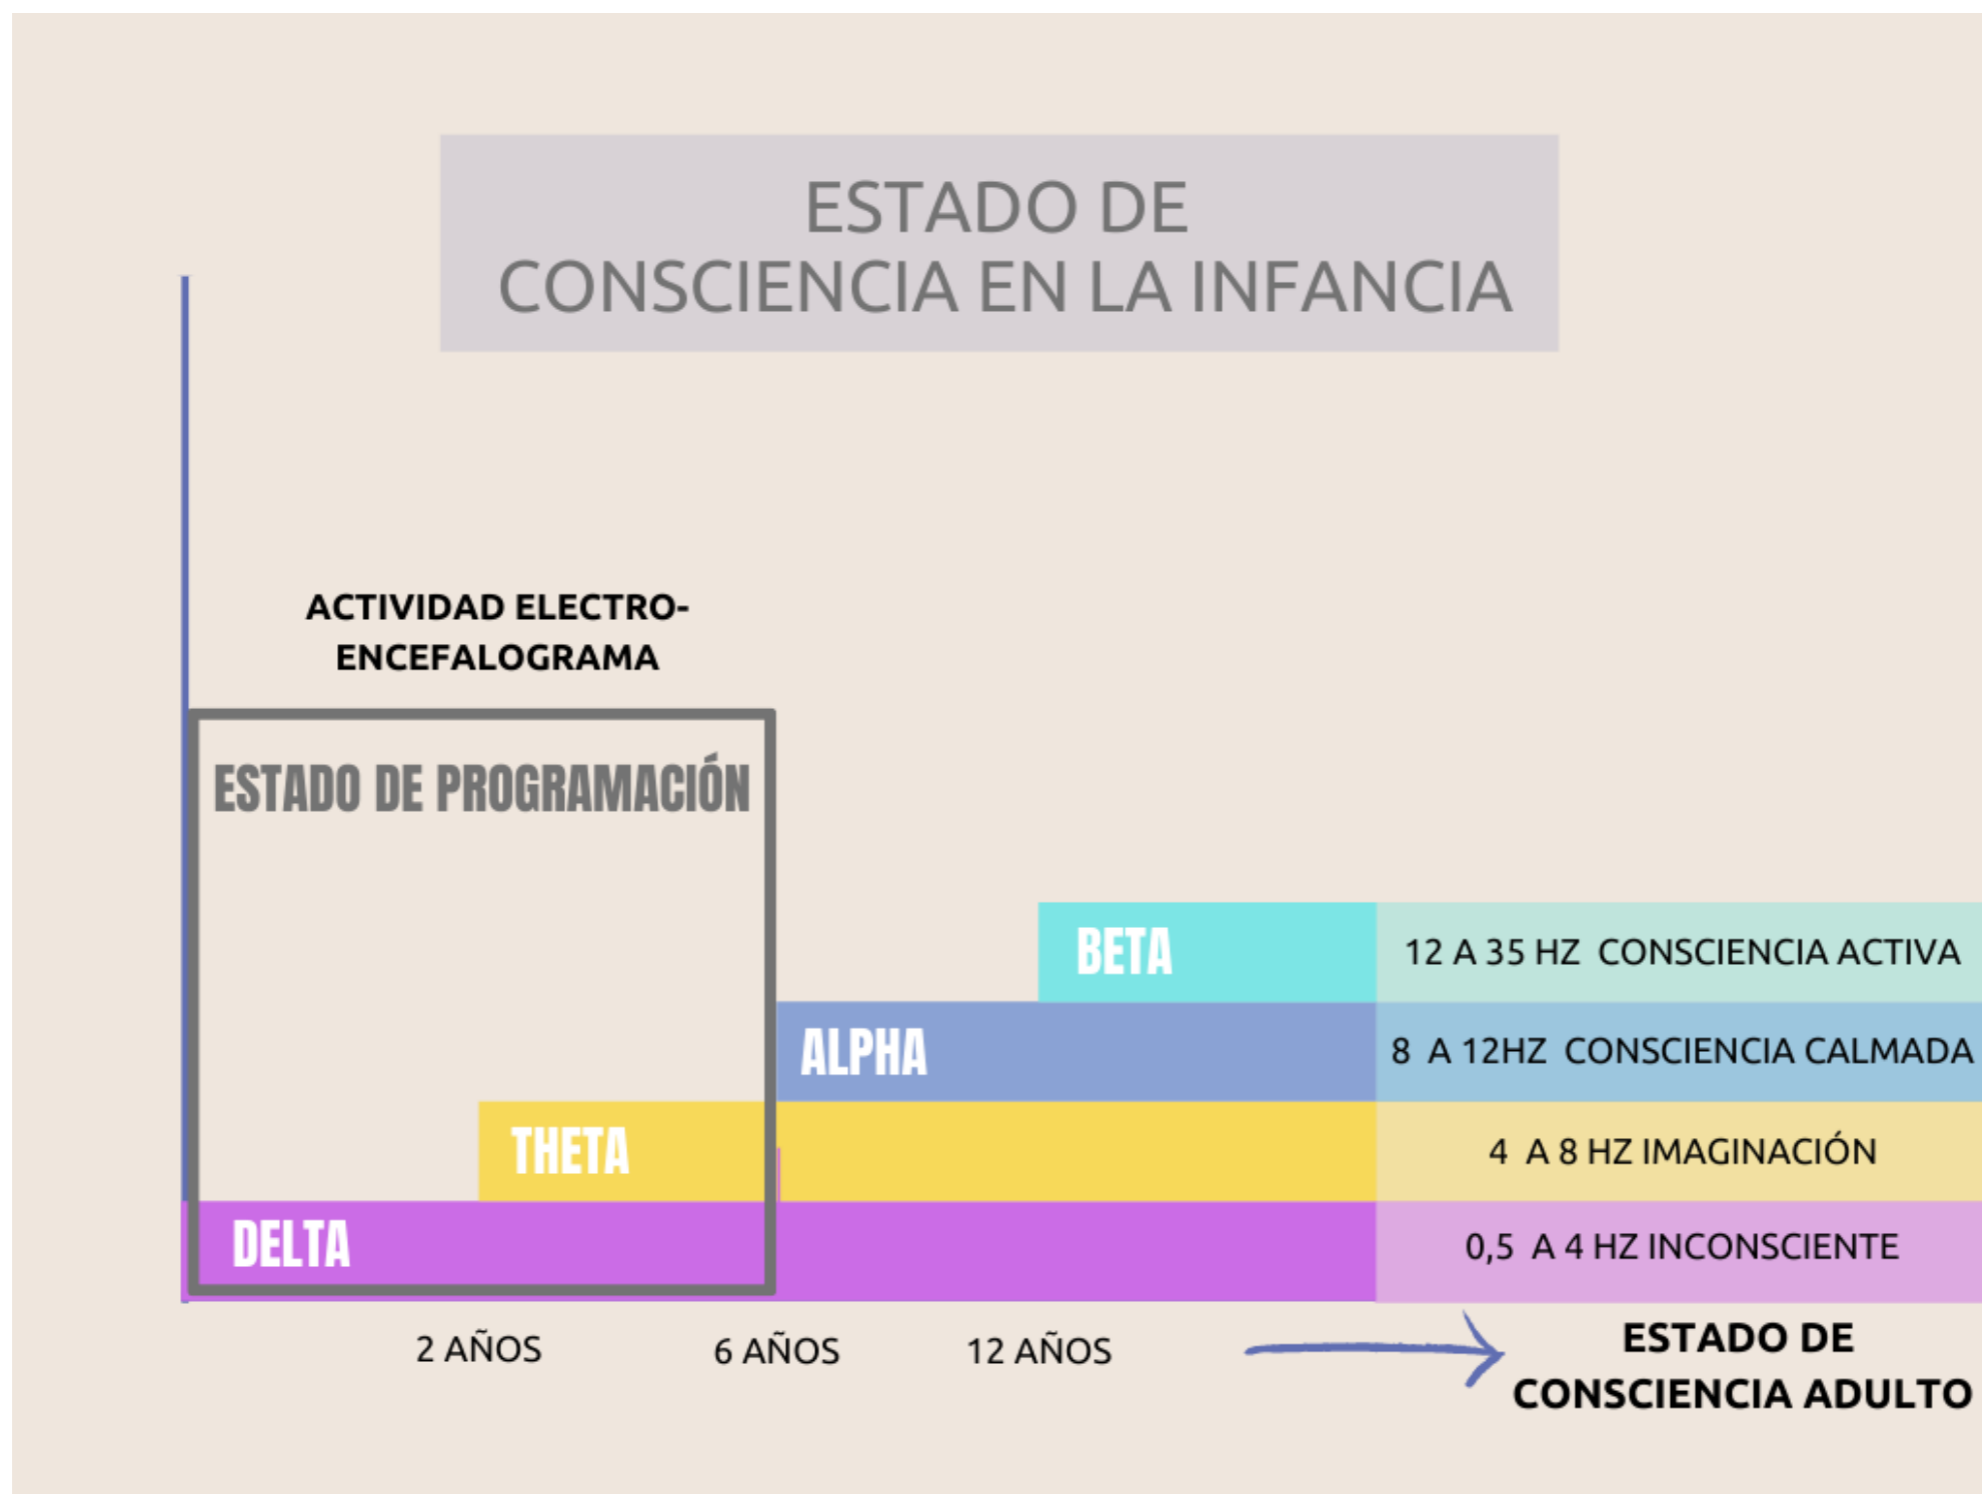 ESTADO DE
CONSCIENCIA EN LA INFANCIA
ACTIVIDAD ELECTRO-
ENCEFALOGRAMA
ESTADO DE PROGRAMACIÓN
BETA
12 A 35 HZ CONSCIENCIA ACTIVA
ALPHA
8 A 12HZ CONSCIENCIA CALMADA
THETA
4 A 8 HZ IMAGINACIÓN
DELTA
0,5 A 4 HZ INCONSCIENTE
2 AÑOS
6 AÑOS
12 AÑOS
ESTADO DE
CONSCIENCIA ADULTO